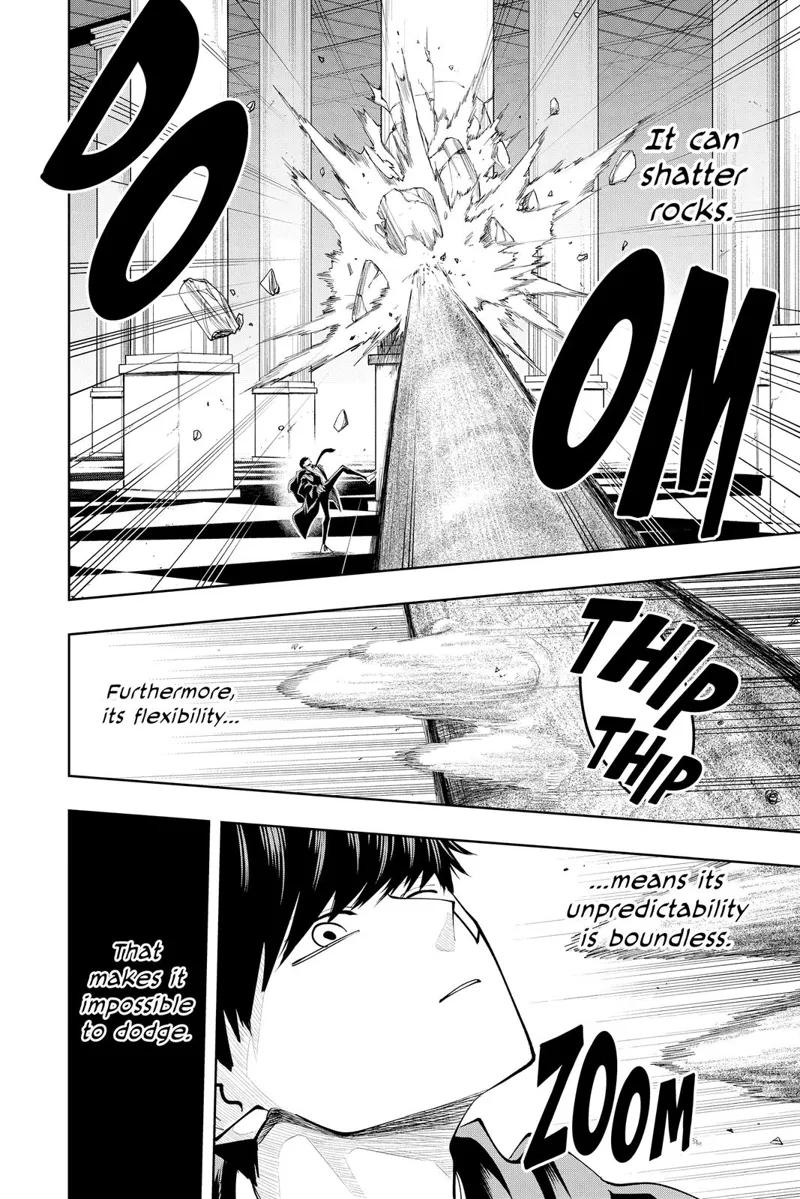 DO
OM
It can
shatter
rocks.
Furthermore,
its flexibility...
THIP
THIP
...means its
unpredictability
is boundless.
That
makes it
impossible
to dodge.
ZOOM